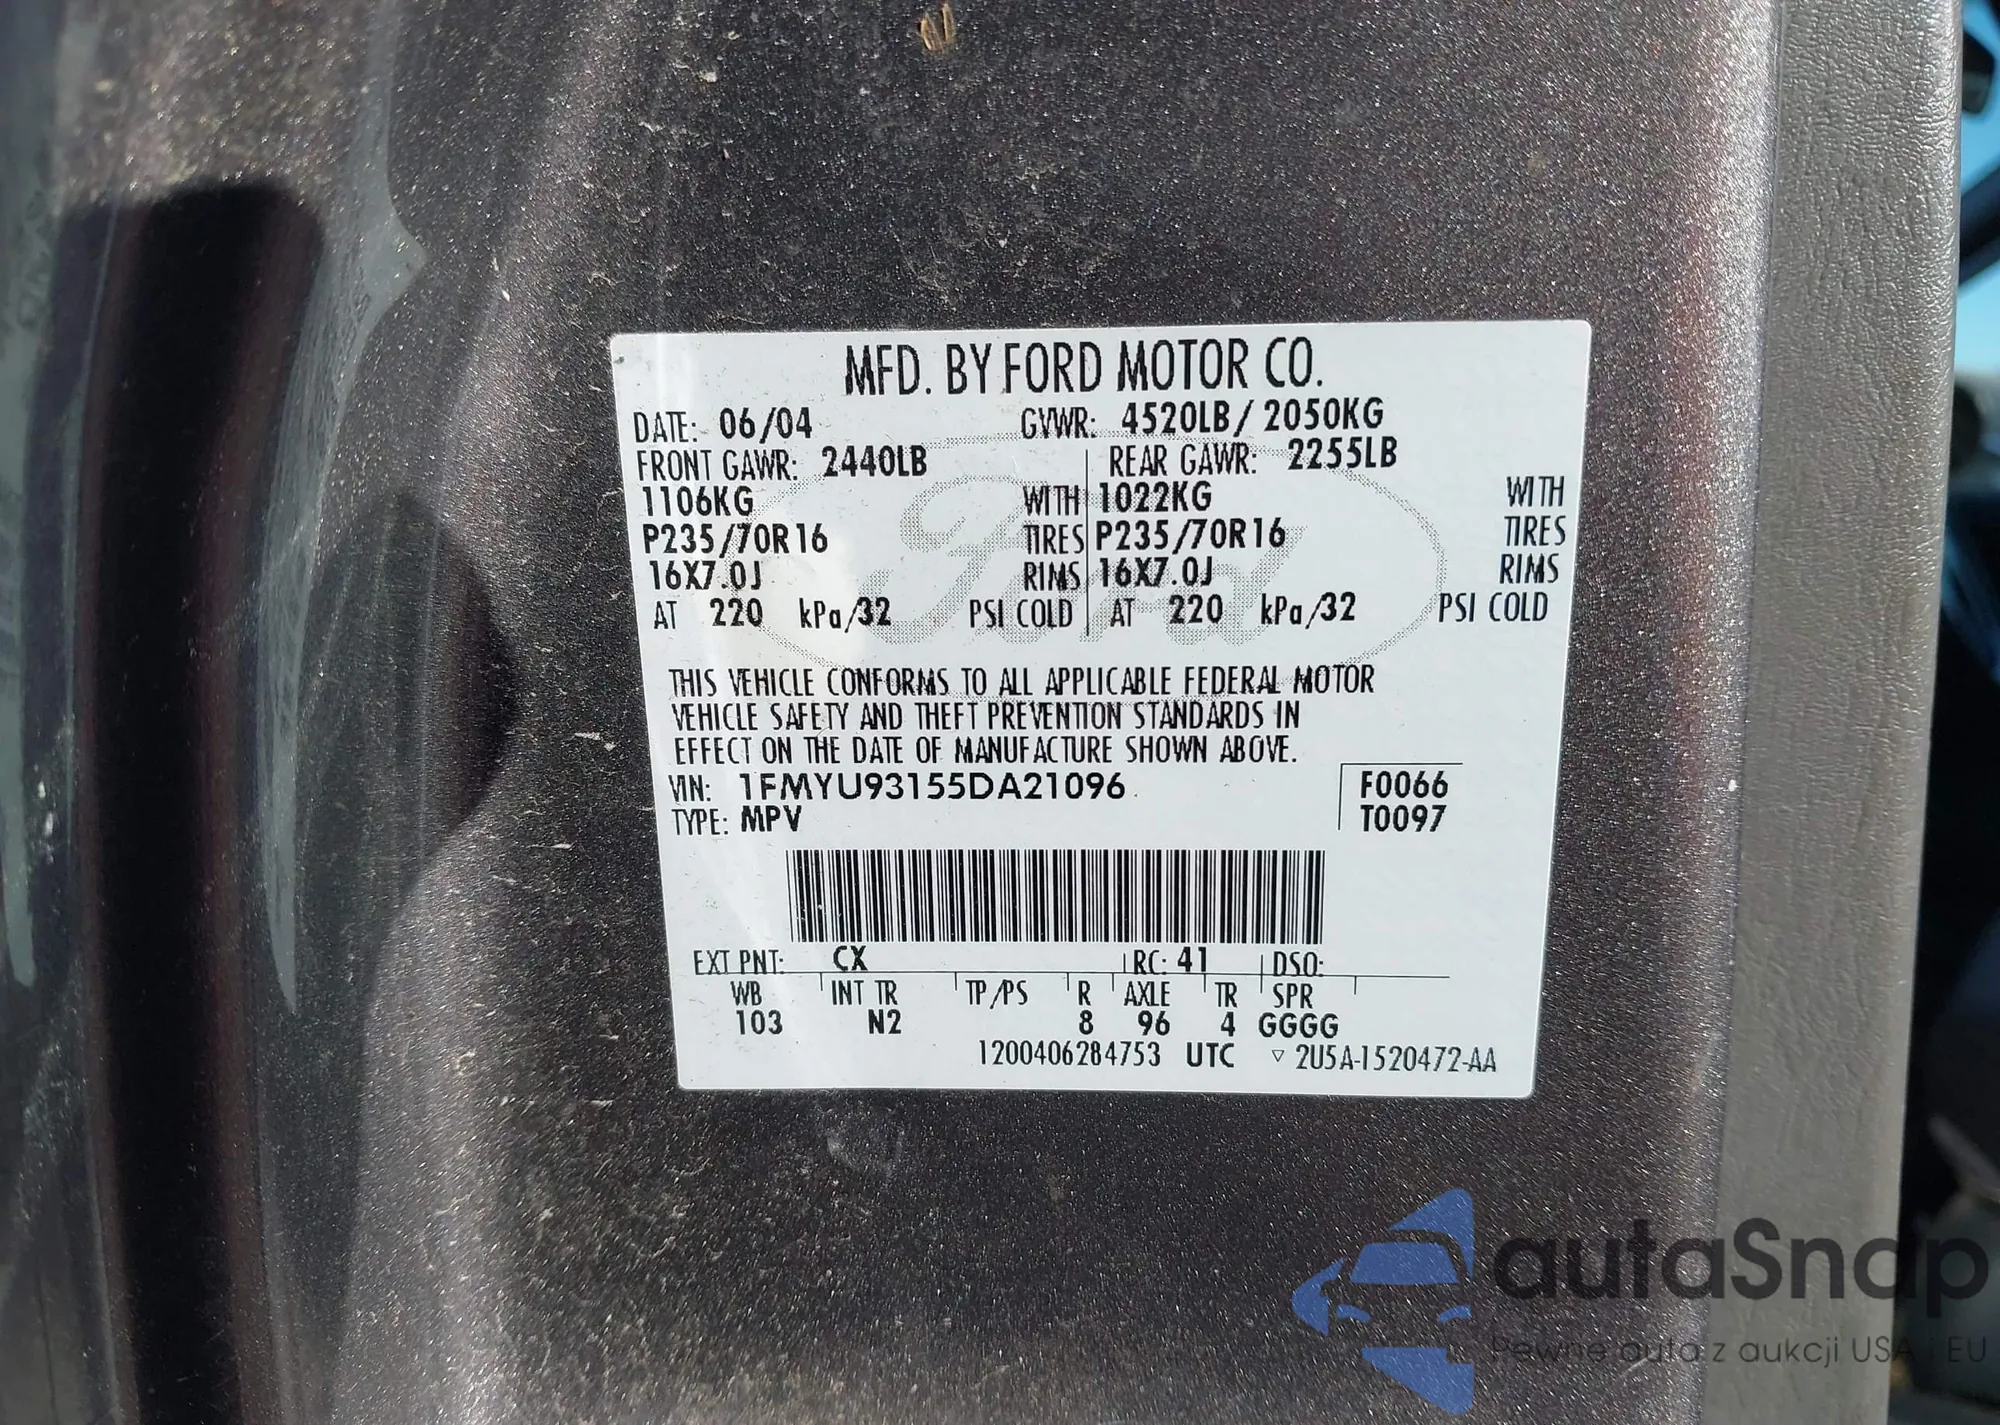 MFD. BY FORD MOTOR CO.
DATE: 06/04 GVWR: 4520LB/2050KG
FRONT GAWR: 2440LB REAR GAWR: 2255LB
1106KG WITH 1022KG WITH
P235/70R16 TIRES P235/70R16 TIRES
16X7.0J RIMS 16X7.0J RIMS
AT 220 kPa/32 PSI COLD AT 220 kPa/32 PSI COLD
Ford
THIS VEHICLE CONFORMS TO ALL APPLICABLE FEDERAL MOTOR
VEHICLE SAFETY AND THEFT PREVENTION STANDARDS IN
EFFECT ON THE DATE OF MANUFACTURE SHOWN ABOVE.
VIN: 1FMYU93155DA21096 F0066
TYPE: MPV T0097
EXT PNT: CX RC: 41 DSO:
WB INT TR TP/PS R AXLE TR SPR
103 N2 8 96 4 GGGG
1200406284753 UTC ▽ 2U5A-1520472-AA
autaSnap
Pewne auta z aukcji USA i EU